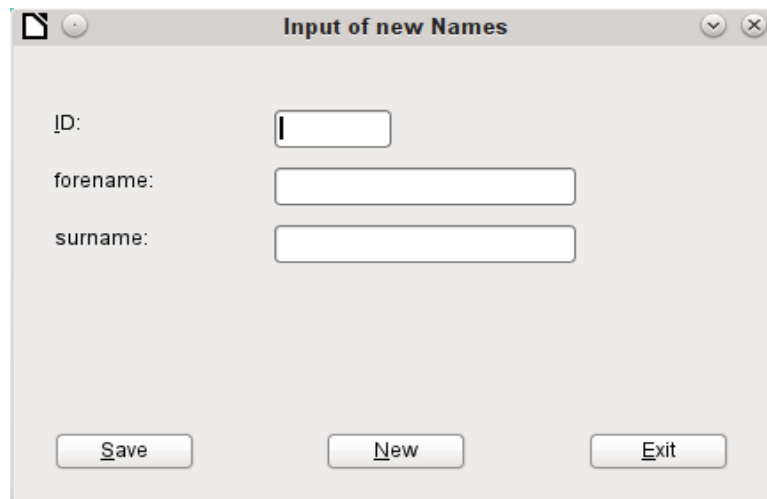 Input of new Names
ID:
forename:
surname:
Save New Exit